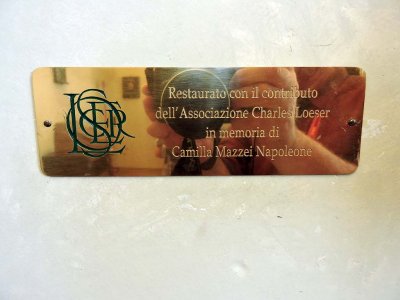 Restaurato con il contributo
dell'Associazione Charles Loeser
in memoria di
Camilla Mazzei Napoleone